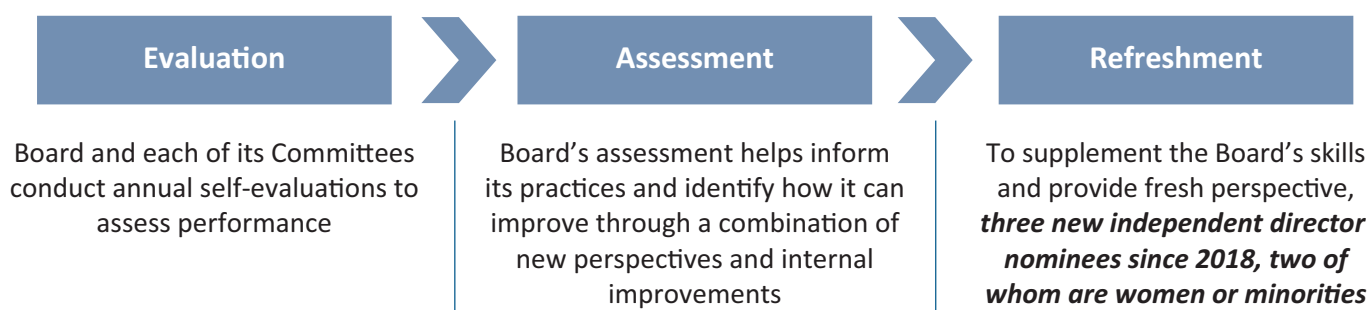 Evaluation
Board and each of its Committees
conduct annual self-evaluations to
assess performance
Assessment
Board’s assessment helps inform
its practices and identify how it can
improve through a combination of
new perspectives and internal
improvements
Refreshment
To supplement the Board’s skills
and provide fresh perspective,
three new independent director
nominees since 2018, two of
whom are women or minorities